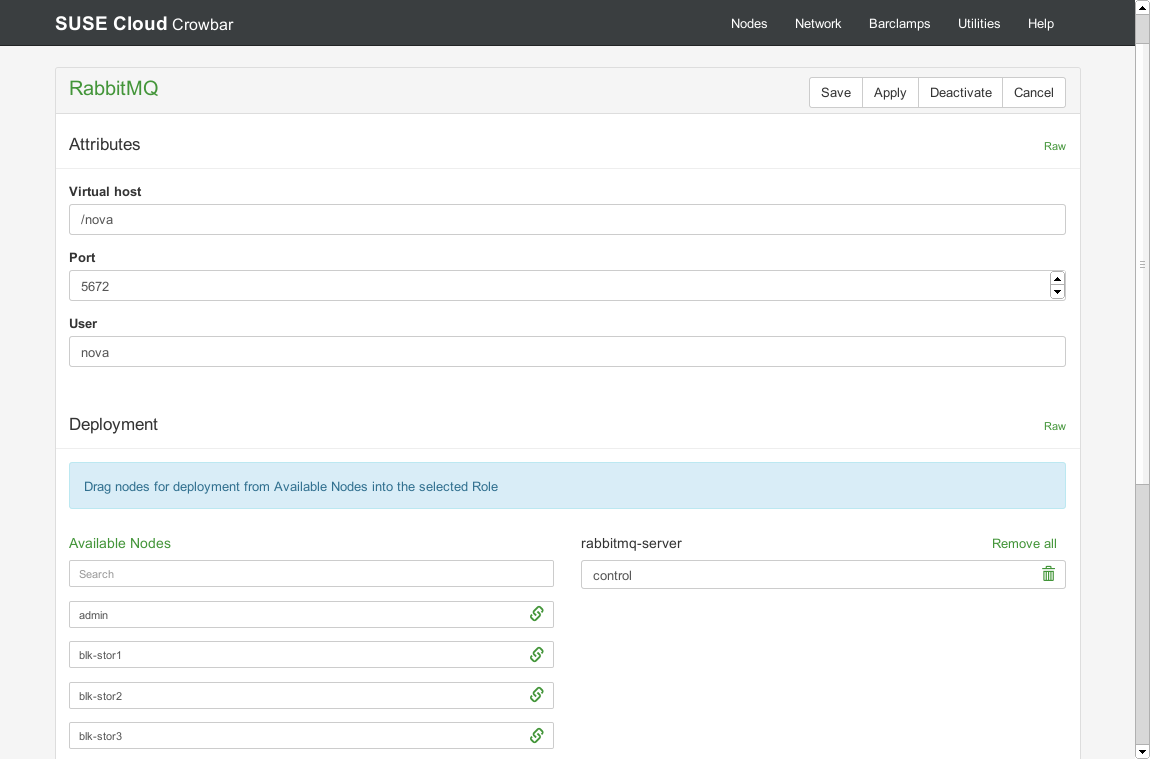 SUSE Cloud Crowbar
Nodes Network Barclamps Utilities Help
RabbitMQ
Save Apply Deactivate Cancel
Attributes Raw
Virtual host
/nova
Port
5672
User
nova
Deployment Raw
Drag nodes for deployment from Available Nodes into the selected Role
Available Nodes
Search
admin
blk-stor1
blk-stor2
blk-stor3
rabbitmq-server Remove all
control